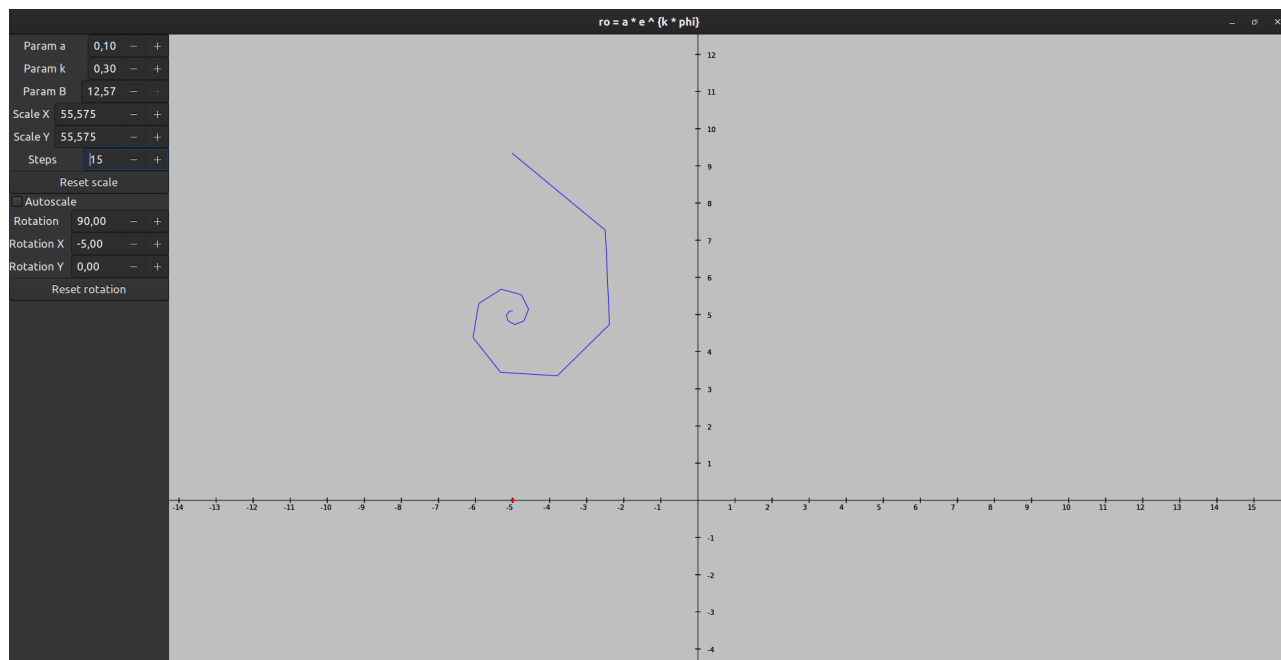 ro = a * e ^ {k * phi}
Param a 0,10 − +
Param k 0,30 − +
Param B 12,57 − +
Scale X 55,575 − +
Scale Y 55,575 − +
Steps 15 − +
Reset scale
Autoscale
Rotation 90,00 − +
Rotation X -5,00 − +
Rotation Y 0,00 − +
Reset rotation
12
11
10
9
8
7
6
5
4
3
2
1
-14 -13 -12 -11 -10 -9 -8 -7 -6 -5 -4 -3 -2 -1 1 2 3 4 5 6 7 8 9 10 11 12 13 14 15
-1
-2
-3
-4